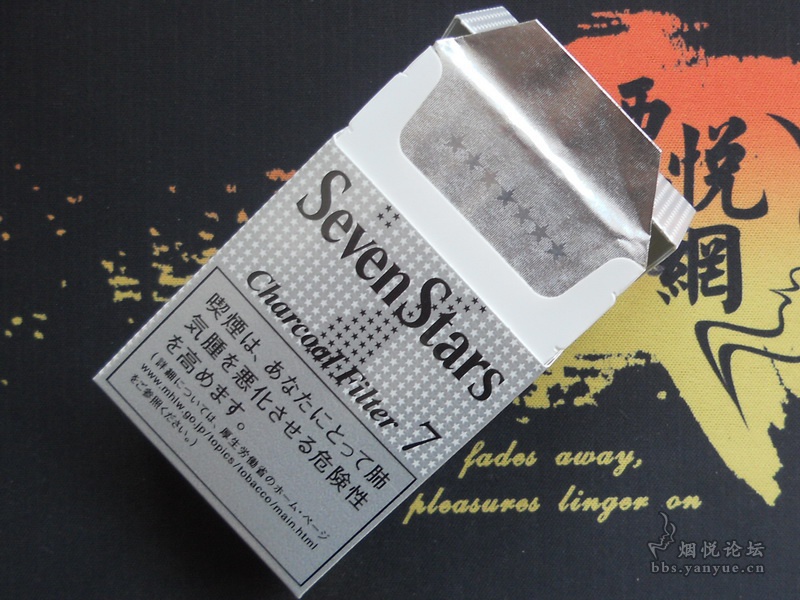 Seven Stars
Charcoal Filter 7
喫煙は、あなたにとって肺
気腫を悪化させる危険性
を高めます。
(詳細については、厚生労働省のホーム・ページ
www.mhlw.go.jp/topics/tobacco/main.html
をご参照ください。)
悦
網
fades away,
pleasures linger on
烟悦论坛
bbs.yanyue.cn